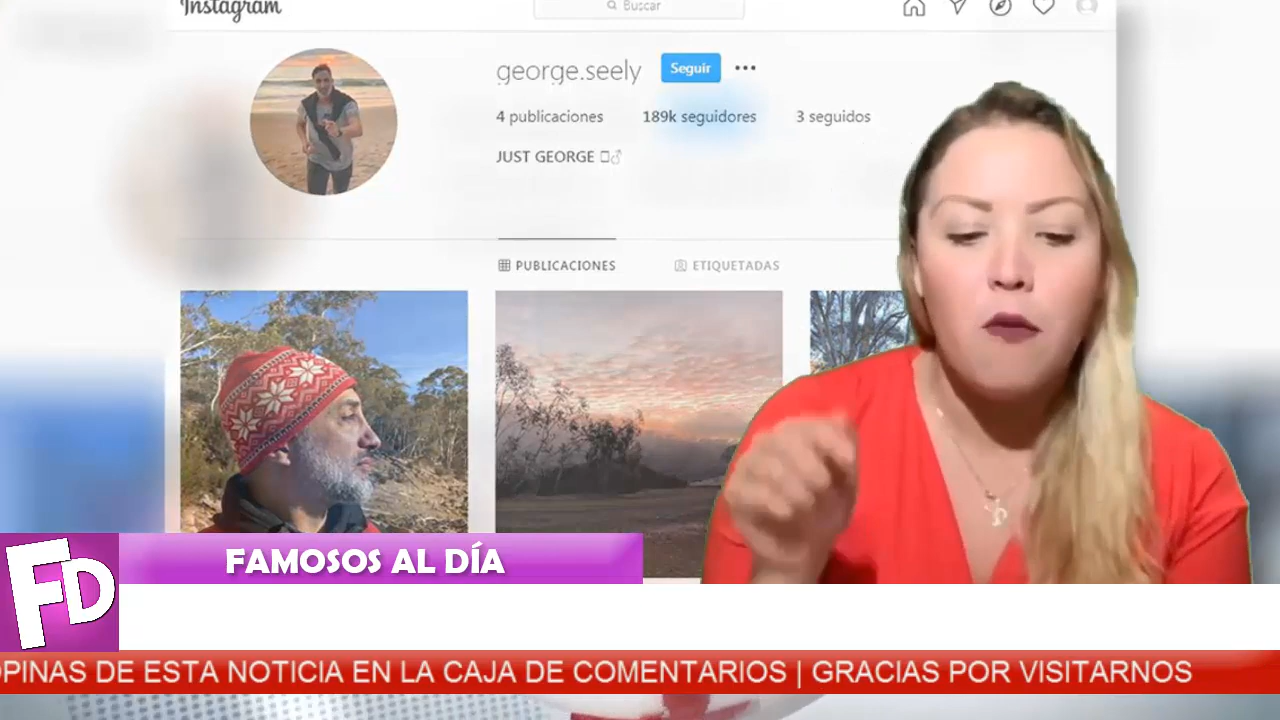 Instagram
Buscar
george.seely
Seguir
4 publicaciones 189k seguidores 3 seguidos
JUST GEORGE
PUBLICACIONES ETIQUETADAS
FD
FAMOSOS AL DÍA
OPINAS DE ESTA NOTICIA EN LA CAJA DE COMENTARIOS | GRACIAS POR VISITARNOS